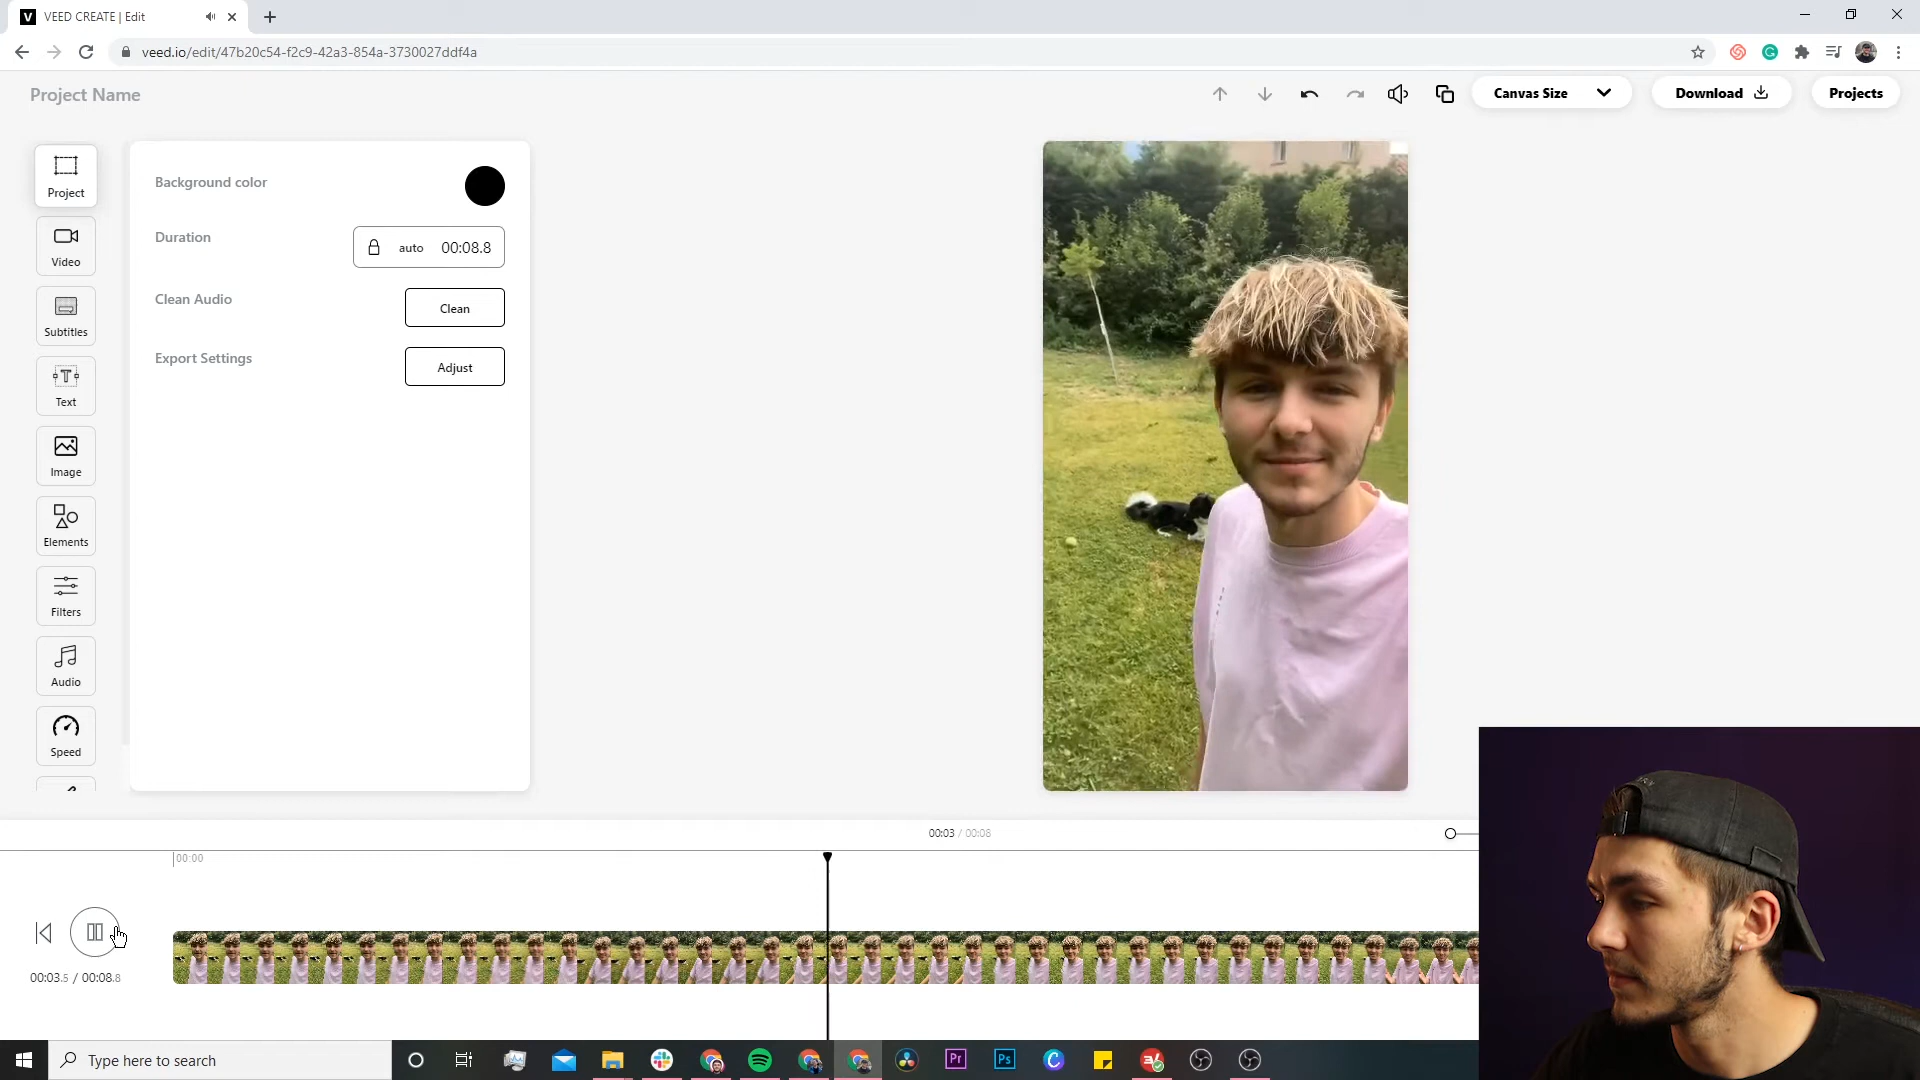 VEED CREATE | Edit
veed.io/edit/47b20c54-f2c9-42a3-854a-3730027ddf4a
Project Name
Canvas Size
Download
Projects
Project
Video
Subtitles
Text
Image
Elements
Filters
Audio
Speed
Background color
Duration
auto 00:08.8
Clean Audio
Clean
Export Settings
Adjust
00:03 / 00:08
00:00
00:03.5 / 00:08.8
Type here to search
Pr
Ps